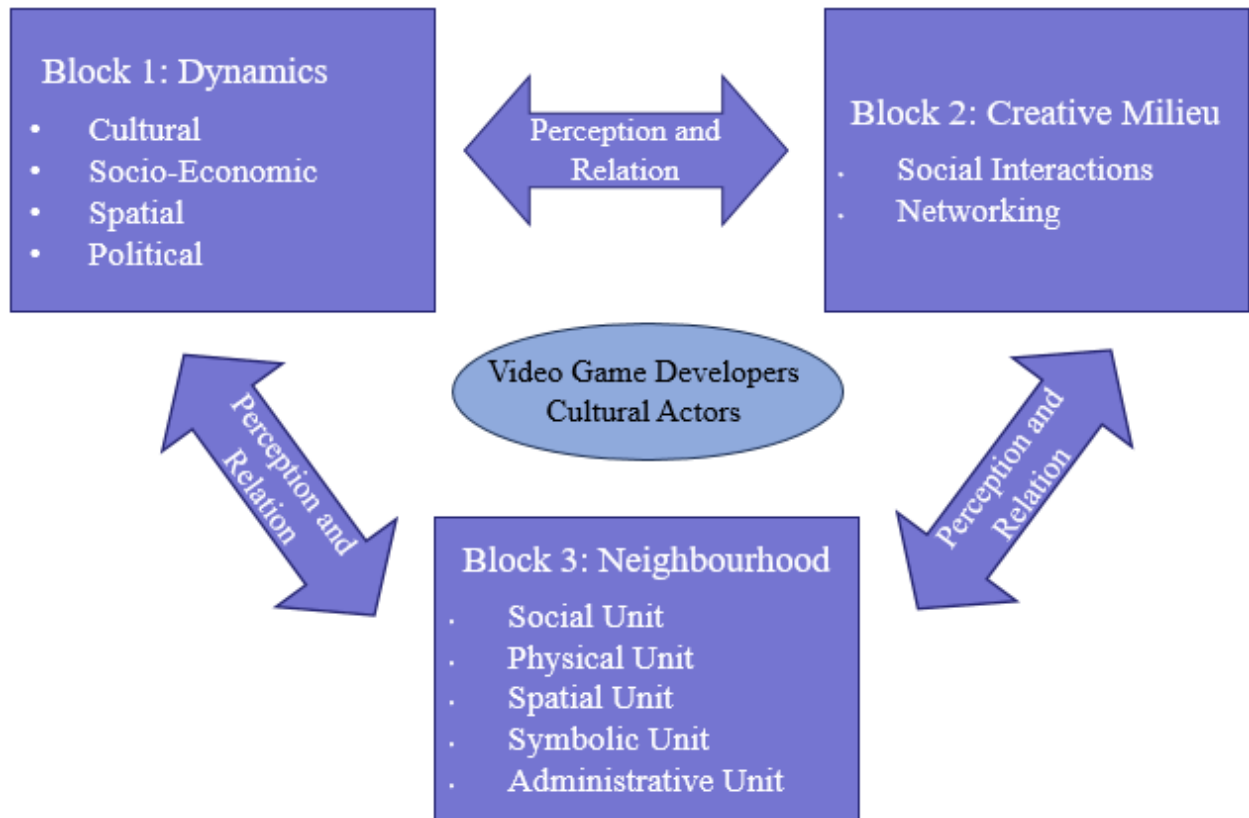 Block 1: Dynamics
• Cultural
• Socio-Economic
• Spatial
• Political
Perception and
Relation
Block 2: Creative Milieu
· Social Interactions
· Networking
Video Game Developers
Cultural Actors
Perception and
Relation
Perception and
Relation
Block 3: Neighbourhood
· Social Unit
· Physical Unit
· Spatial Unit
· Symbolic Unit
· Administrative Unit